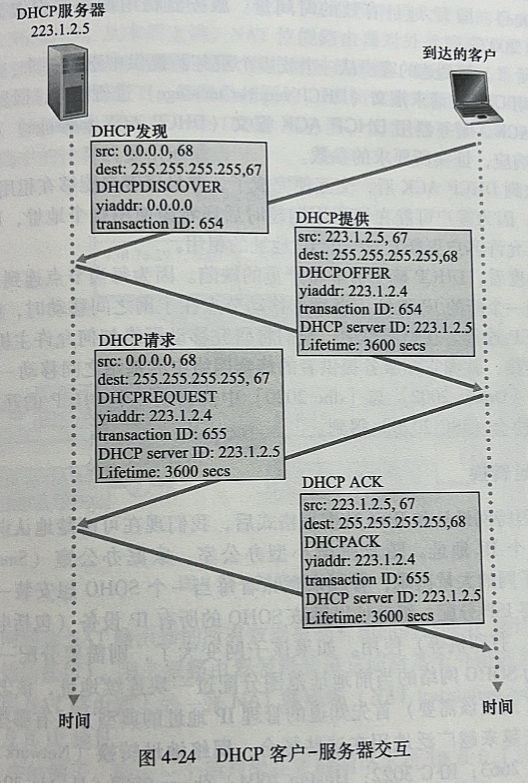 DHCP服务器
223.1.2.5
到达的客户
DHCP发现
src: 0.0.0.0, 68
dest: 255.255.255.255,67
DHCPDISCOVER
yiaddr: 0.0.0.0
transaction ID: 654
DHCP提供
src: 223.1.2.5, 67
dest: 255.255.255.255,68
DHCPOFFER
yiaddr: 223.1.2.4
transaction ID: 654
DHCP server ID: 223.1.2.5
Lifetime: 3600 secs
DHCP请求
src: 0.0.0.0, 68
dest: 255.255.255.255, 67
DHCPREQUEST
yiaddr: 223.1.2.4
transaction ID: 655
DHCP server ID: 223.1.2.5
Lifetime: 3600 secs
DHCP ACK
src: 223.1.2.5, 67
dest: 255.255.255.255,68
DHCPACK
yiaddr: 223.1.2.4
transaction ID: 655
DHCP server ID: 223.1.2.5
Lifetime: 3600 secs
时间
时间
图 4-24 DHCP 客户-服务器交互